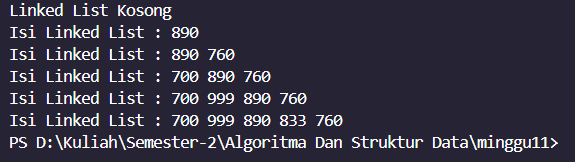 Linked List Kosong
Isi Linked List : 890
Isi Linked List : 890 760
Isi Linked List : 700 890 760
Isi Linked List : 700 999 890 760
Isi Linked List : 700 999 890 833 760
PS D:\Kuliah\Semester-2\Algoritma Dan Struktur Data\minggu11>